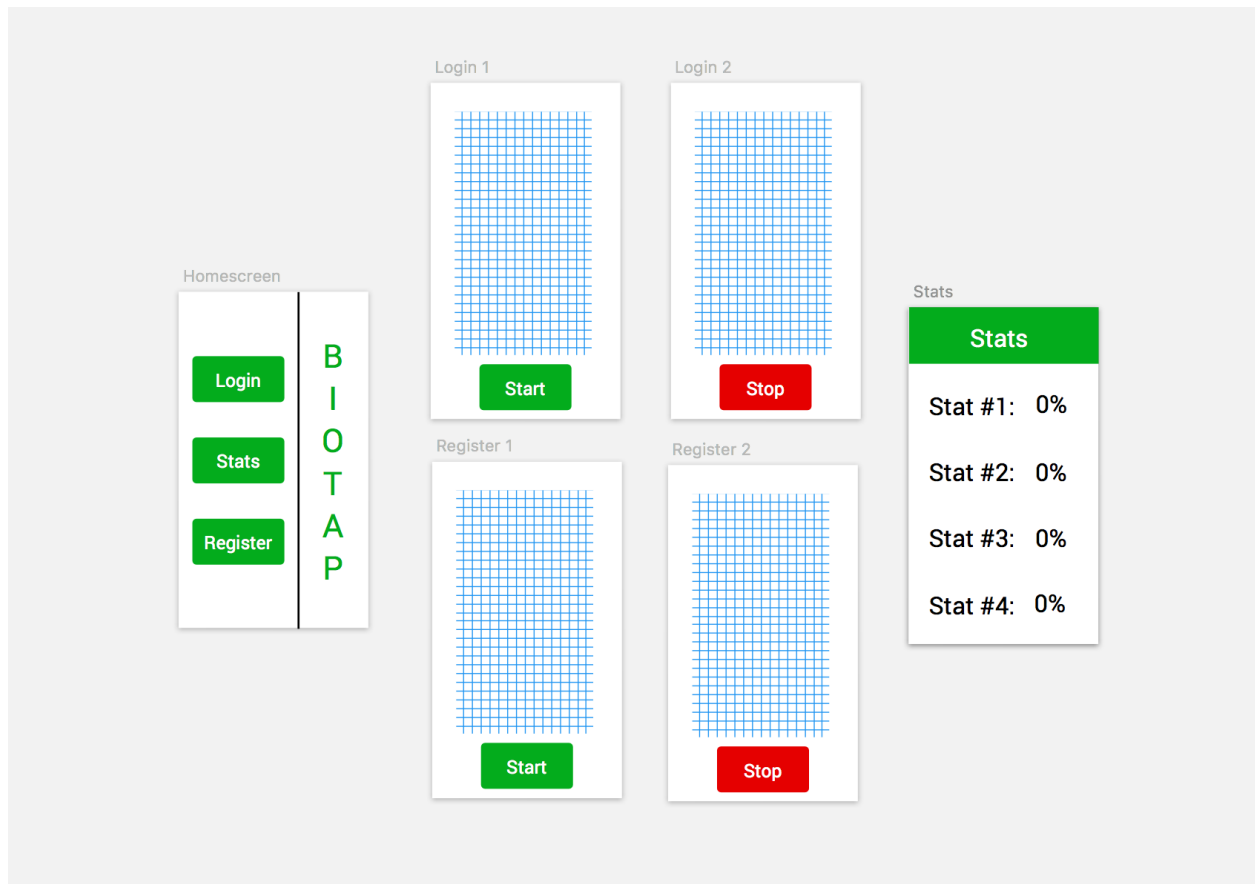 Homescreen
Login
Stats
Register
B
I
O
T
A
P
Login 1
Start
Login 2
Stop
Register 1
Start
Register 2
Stop
Stats
Stats
Stat #1: 0%
Stat #2: 0%
Stat #3: 0%
Stat #4: 0%